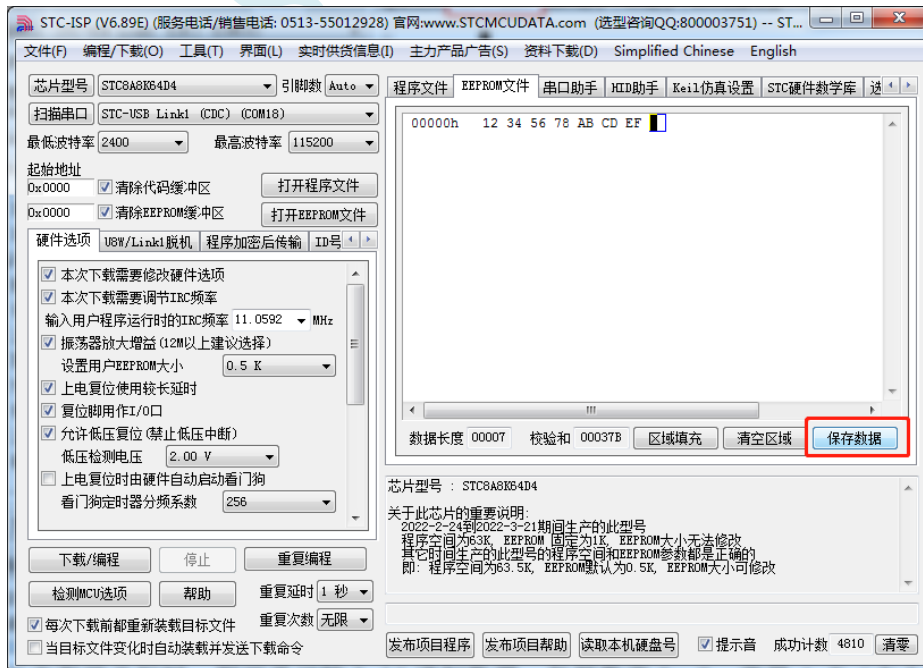 STC-ISP (V6.89E) (服务电话/销售电话: 0513-55012928) 官网:www.STCMCUDATA.com (选型咨询QQ:800003751) -- ST...
文件(F) 编程/下载(O) 工具(T) 界面(L) 实时供货信息(I) 主力产品广告(S) 资料下载(D) Simplified Chinese English
芯片型号 STC8A8K64D4 引脚数 Auto
扫描串口 STC-USB Link1 (CDC) (COM18)
最低波特率 2400 最高波特率 115200
起始地址
0x0000 清除代码缓冲区 打开程序文件
0x0000 清除EEPROM缓冲区 打开EEPROM文件
硬件选项 U8W/Link1脱机 程序加密后传输 ID号
本次下载需要修改硬件选项
本次下载需要调节IRC频率
输入用户程序运行时的IRC频率 11.0592 MHz
振荡器放大增益(12M以上建议选择)
设置用户EEPROM大小 0.5 K
上电复位使用较长延时
复位脚用作I/O口
允许低压复位(禁止低压中断)
低压检测电压 2.00 V
上电复位时由硬件自动启动看门狗
看门狗定时器分频系数 256
下载/编程 停止 重复编程
检测MCU选项 帮助 重复延时 1 秒
每次下载前都重新装载目标文件 重复次数 无限
当目标文件变化时自动装载并发送下载命令
程序文件 EEPROM文件 串口助手 HID助手 Keil仿真设置 STC硬件数学库 选
00000h 12 34 56 78 AB CD EF
数据长度 00007 校验和 0037B 区域填充 清空区域 保存数据
芯片型号 : STC8A8K64D4
关于此芯片的重要说明:
2022-2-24到2022-3-21期间生产的此型号
程序空间为63K, EEPROM 固定为1K, EEPROM大小无法修改
其它时间生产的此型号的程序空间和EEPROM参数都是正确的
即: 程序空间为63.5K, EEPROM默认为0.5K, EEPROM大小可修改
发布项目程序 发布项目帮助 读取本机硬盘号 提示音 成功计数 4810 清零